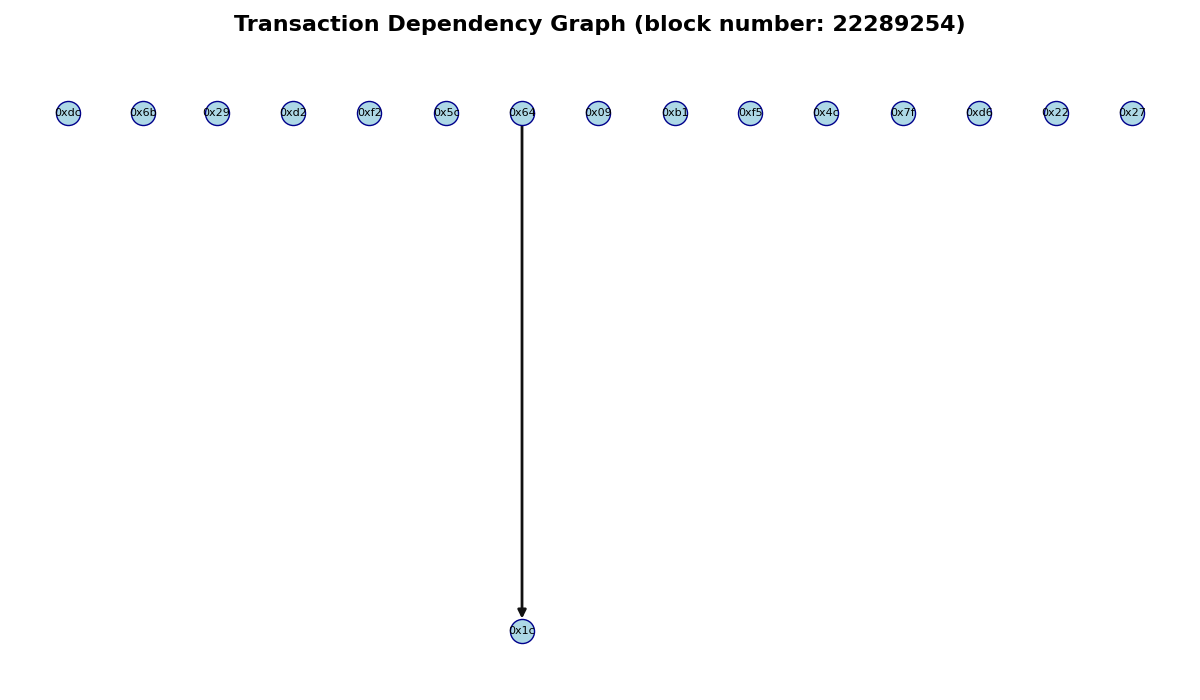 Transaction Dependency Graph (block number: 22289254)
0xdc 0x6b 0x29 0xd2 0xf2 0x5c 0x64 0x09 0xb1 0xf5 0x4c 0x7f 0xd6 0x22 0x27
0x1c